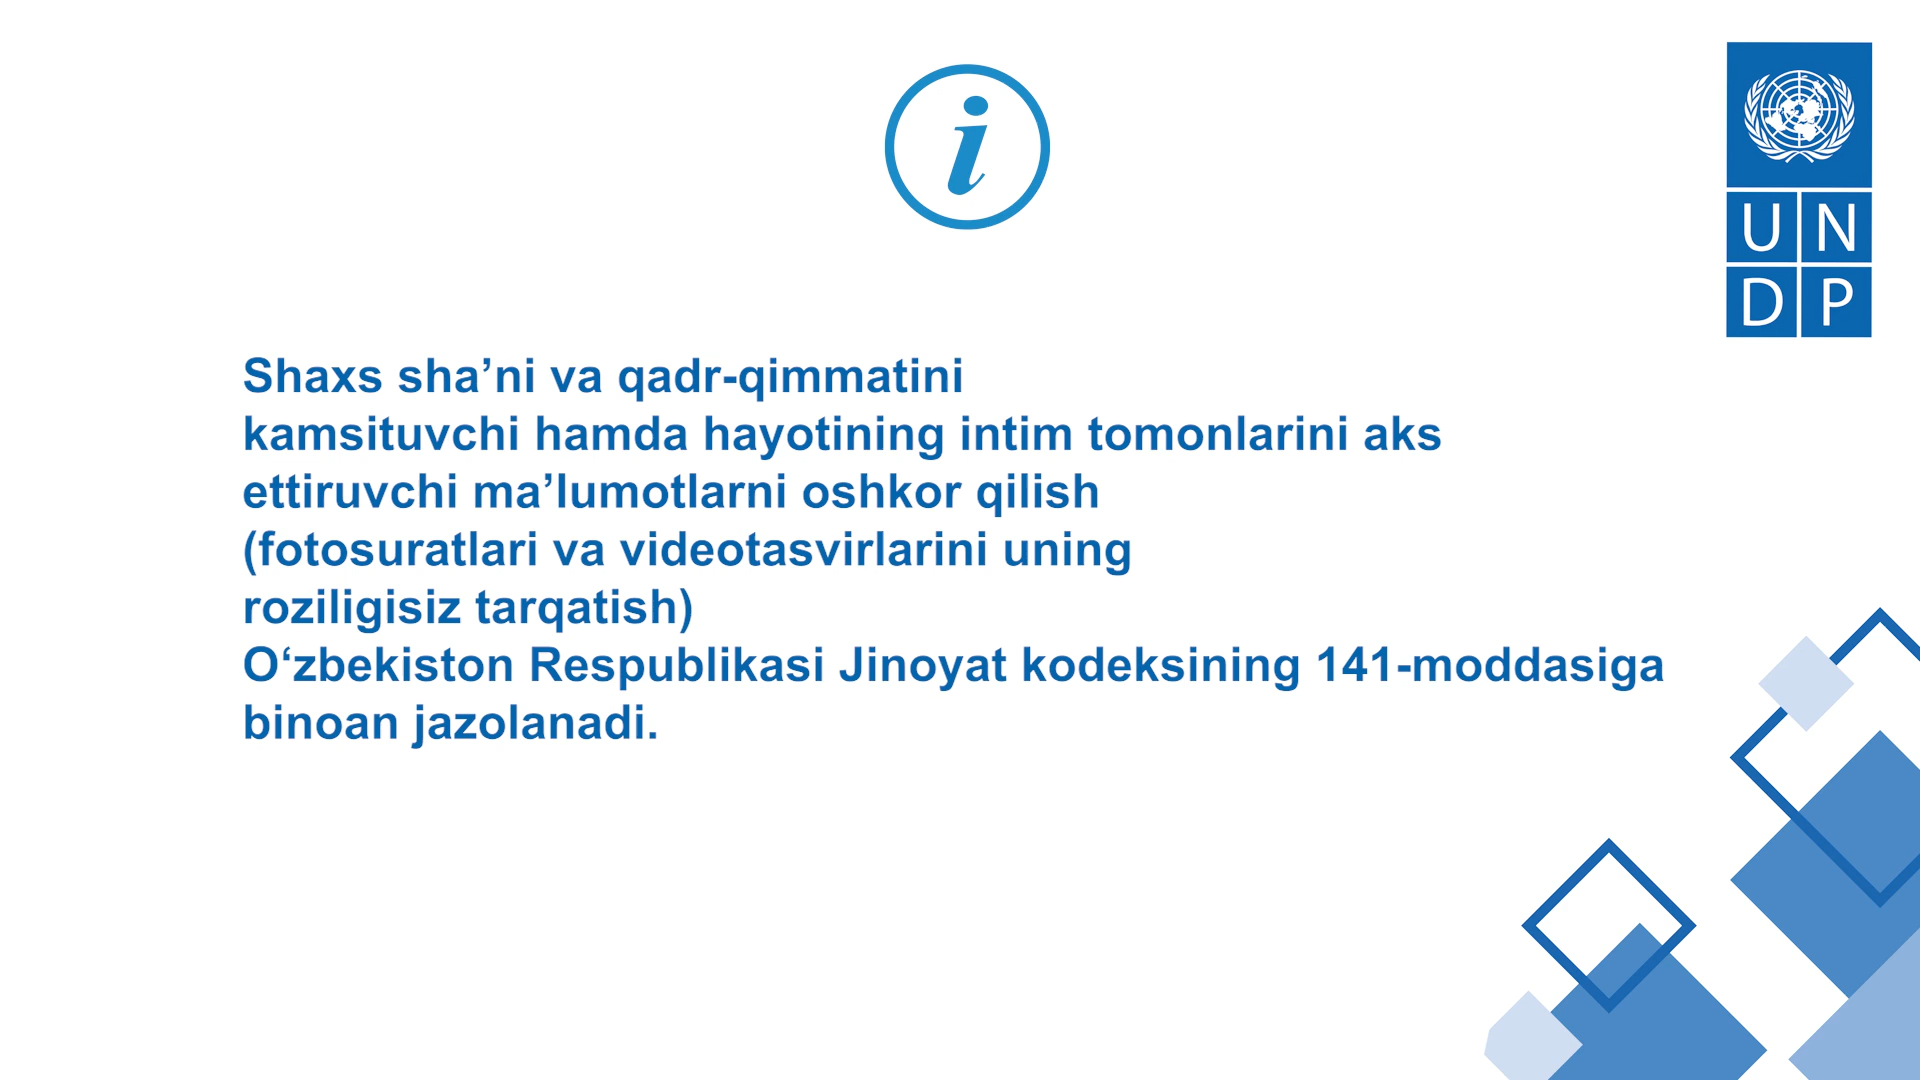 i
U N
D P
Shaxs sha’ni va qadr-qimmatini
kamsituvchi hamda hayotining intim tomonlarini aks
ettiruvchi ma’lumotlarni oshkor qilish
(fotosuratlari va videotasvirlarini uning
roziligisiz tarqatish)
O‘zbekiston Respublikasi Jinoyat kodeksining 141-moddasiga
binoan jazolanadi.